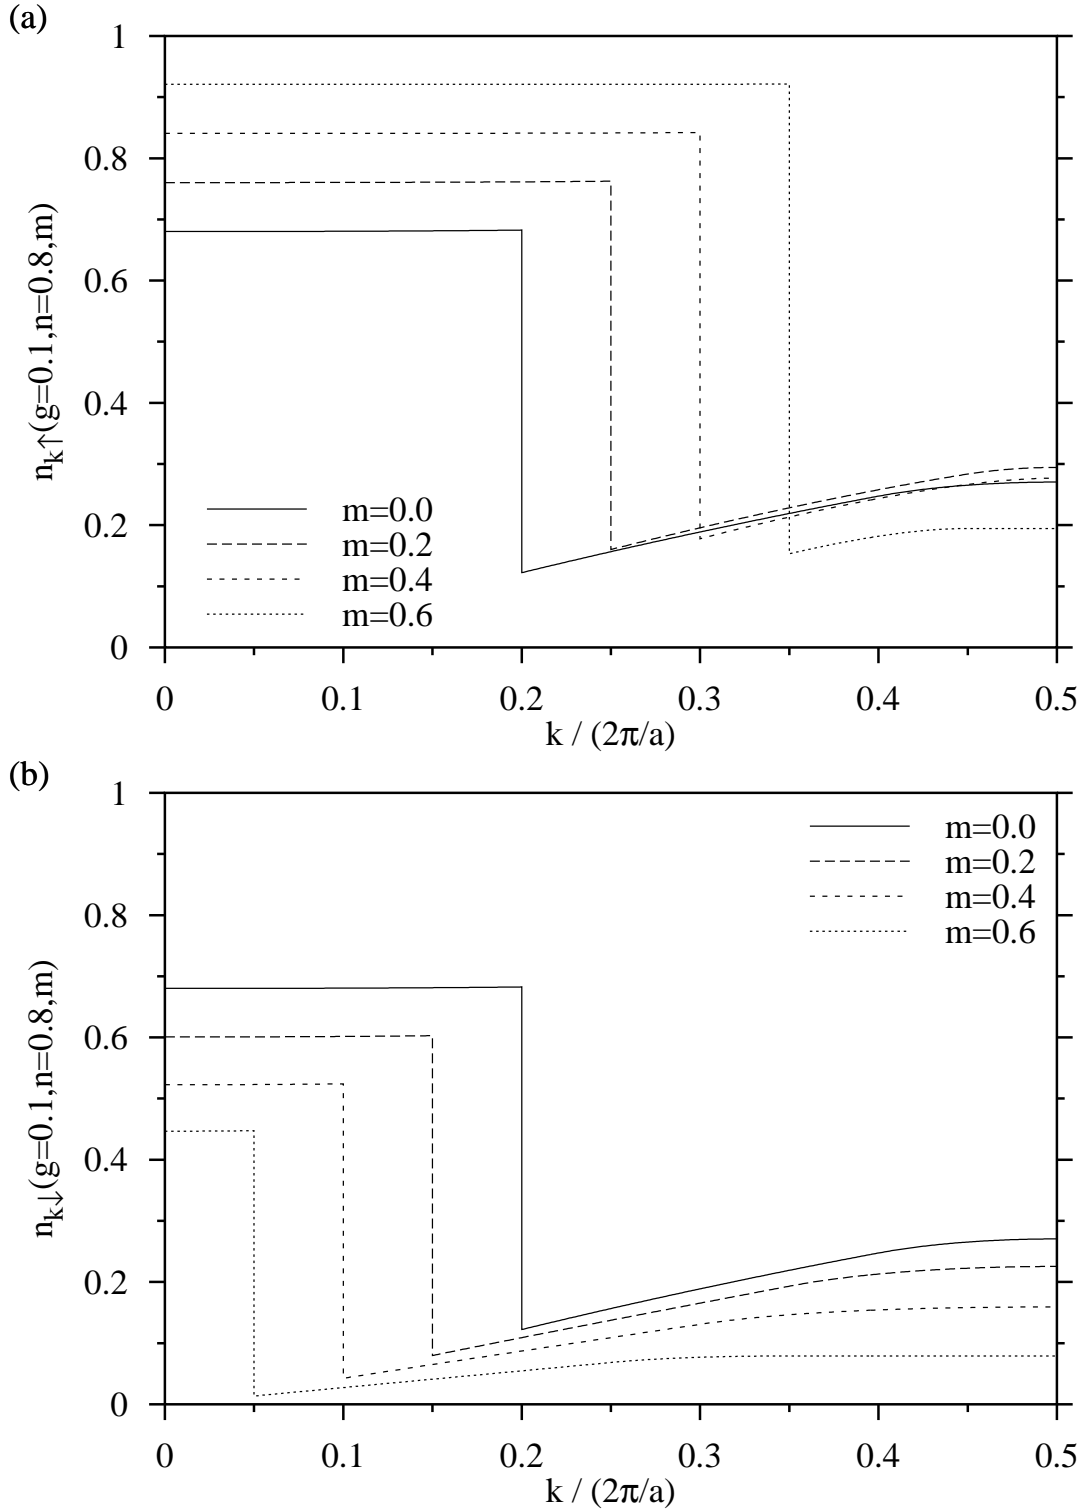 (a)
1
0.8
0.6
0.4
0.2
0
n_{k↑}(g=0.1,n=0.8,m)
m=0.0
m=0.2
m=0.4
m=0.6
0 0.1 0.2 0.3 0.4 0.5
k / (2π/a)
(b)
1
0.8
0.6
0.4
0.2
0
n_{k↓}(g=0.1,n=0.8,m)
m=0.0
m=0.2
m=0.4
m=0.6
0 0.1 0.2 0.3 0.4 0.5
k / (2π/a)